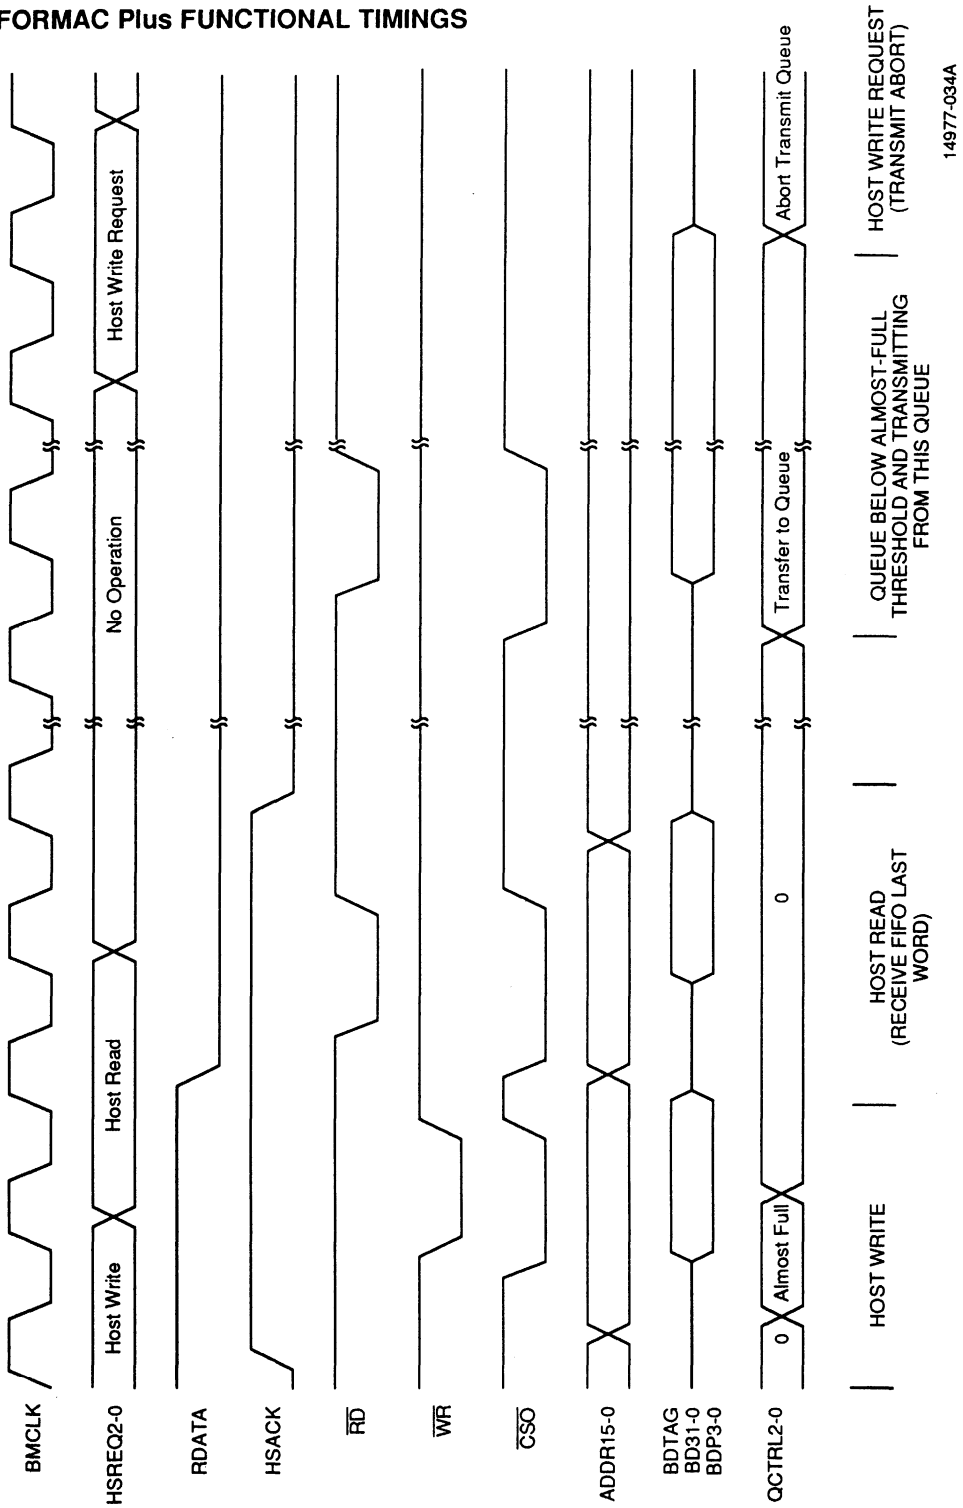 FORMAC Plus FUNCTIONAL TIMINGS
BMCLK
HSREQ2-0
Host Write
Host Read
No Operation
Host Write Request
RDATA
HSACK
RD
WR
CSO
ADDR15-0
BDTAG
BD31-0
BDP3-0
QCTRL2-0
0
Almost Full
0
Transfer to Queue
Abort Transmit Queue
HOST WRITE
HOST READ
(RECEIVE FIFO LAST
WORD)
QUEUE BELOW ALMOST-FULL
THRESHOLD AND TRANSMITTING
FROM THIS QUEUE
HOST WRITE REQUEST
(TRANSMIT ABORT)
14977-034A